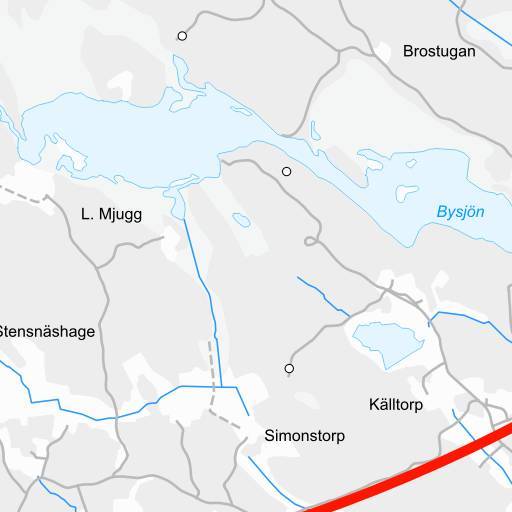 Brostugan
L. Mjugg
Bysjön
Stensnäshage
Källtorp
Simonstorp